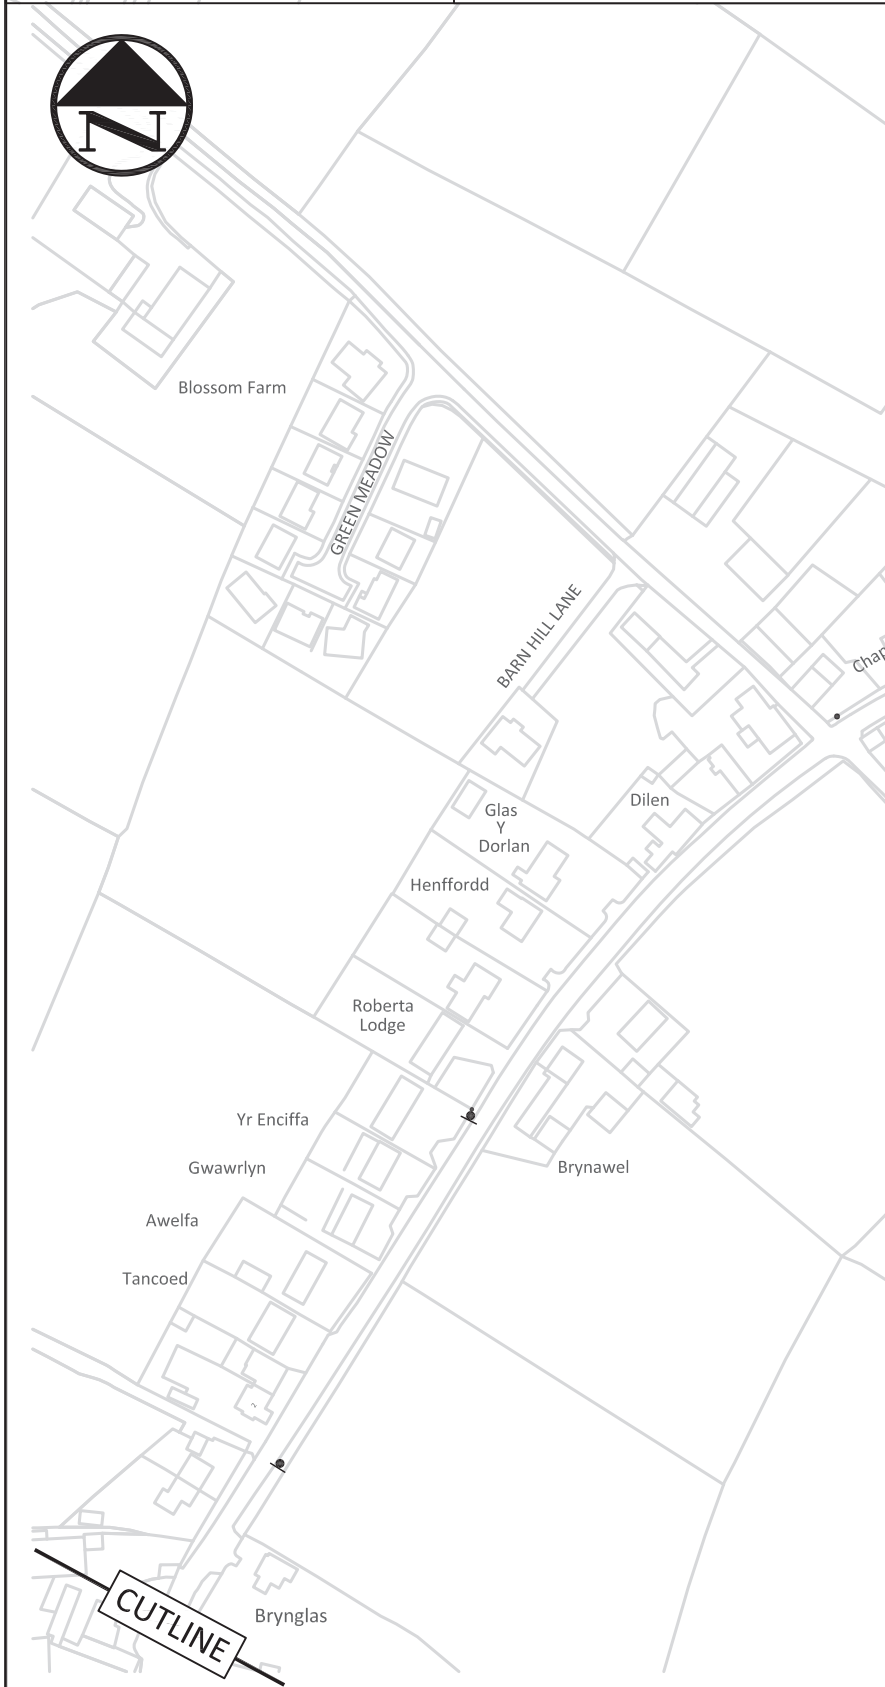 N
Blossom Farm
GREEN MEADOW
BARN HILL LANE
Dilen
Glas
Y
Dorlan
Henffordd
Roberta
Lodge
Yr Enciffa
Gwawrlyn
Brynawel
Awelfa
Tancoed
2
Brynglas
CUTLINE